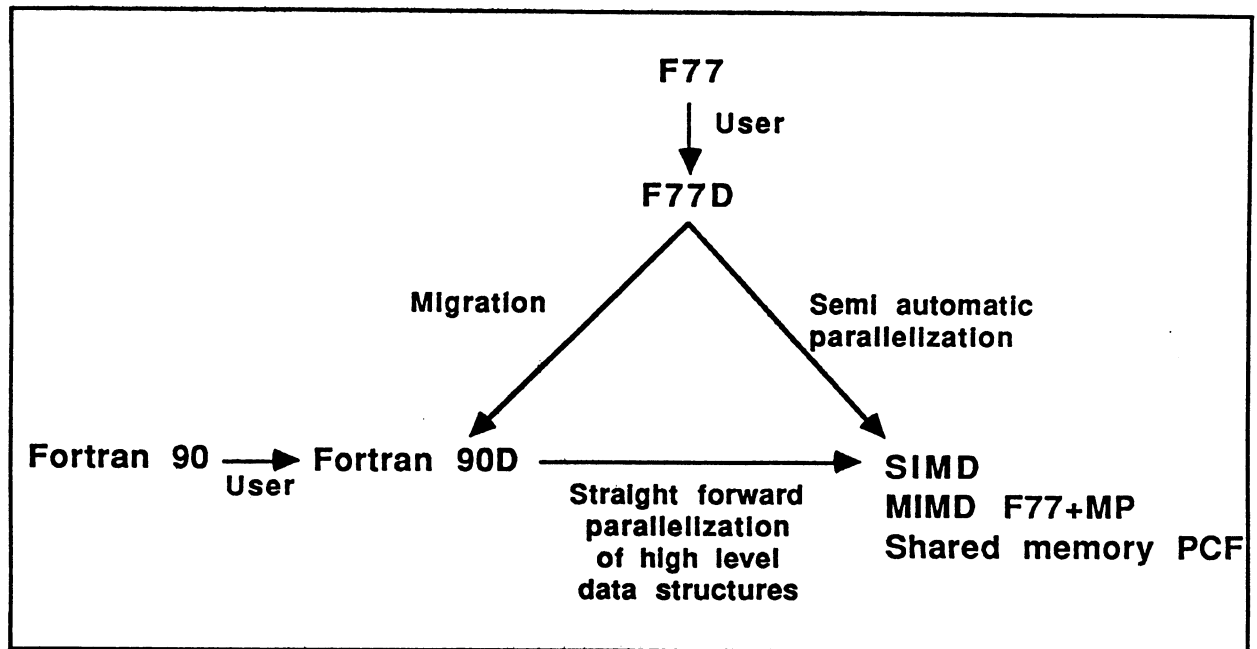 F77
User
F77D
Migration
Semi automatic
parallelization
Fortran 90
User
Fortran 90D
Straight forward
parallelization
of high level
data structures
SIMD
MIMD F77+MP
Shared memory PCF